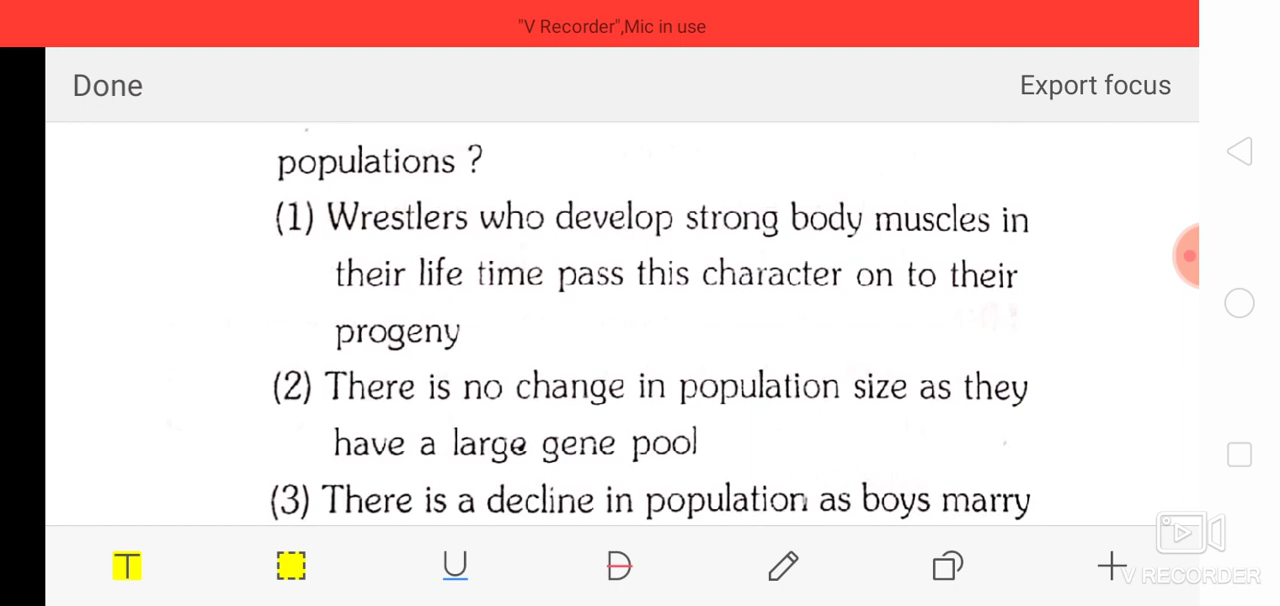 "V Recorder",Mic in use
Done
Export focus
populations ?
(1) Wrestlers who develop strong body muscles in
their life time pass this character on to their
progeny
(2) There is no change in population size as they
have a large gene pool
(3) There is a decline in population as boys marry
T
U
D
V RECORDER